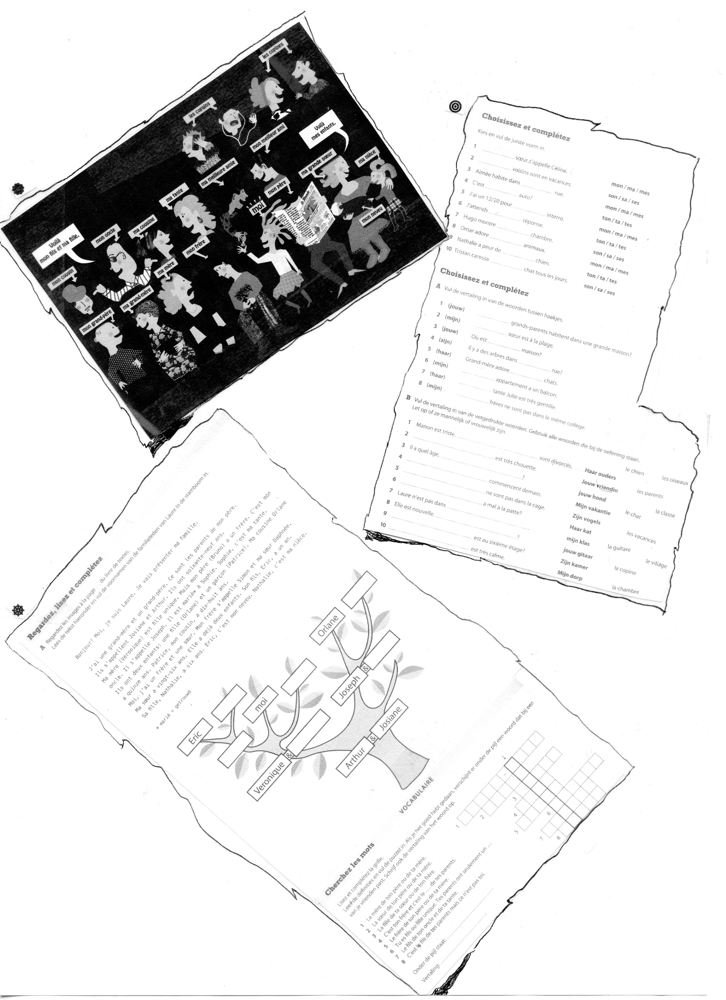 les copines
les copains
mon meilleur ami
Voilà
mes enfants.
ma meilleure amie
ma grande sœur
ma nièce
ma tante
mon père
moi
Le Monde
mon neveu
Voilà
mon fils et ma fille.
mon oncle
ma cousine
mon frère
mon cousin
ma mère
ma grand-mère
mon grand-père
Choisissez et complétez
Kies en vul de juiste vorm in.
1 ____ sœur s'appelle Céline. mon / ma / mes
2 ____ voisins sont en vacances. son / sa / ses
3 Aimée habite dans ____ rue. mon / ma / mes
4 C'est ____ auto? ton / ta / tes
5 J'ai un 12/20 pour ____ interro. mon / ma / mes
6 J'attends ____ réponse. ton / ta / tes
7 Hugo montre ____ chambre. son / sa / ses
8 Omar adore ____ animaux. mon / ma / mes
9 Nathalie a peur de ____ chien. ton / ta / tes
10 Tristan caresse ____ chat tous les jours. son / sa / ses
Choisissez et complétez
A Vul de vertaling in van de woorden tussen haakjes.
1 (jouw) ____ grands-parents habitent dans une grande maison?
2 (mijn) ____ sœur est à la plage.
3 (jouw) Où est ____ maison?
4 (zijn) Il y a des arbres dans ____ rue?
5 (haar) Grand-mère adore ____ chats.
6 (mijn) ____ appartement a un balcon.
7 (haar) ____ tante Julie est très gentille.
8 (mijn) ____ frères ne sont pas dans le même collège.
B Vul de vertaling in van de vetgedrukte woorden. Gebruik alle woorden die bij de oefening staan.
Let op of ze mannelijk of vrouwelijk zijn.
1 Manon est triste. ____ sont divorcés.
2 ____ est très chouette.
3 Il a quel âge, ____ ?
4 ____ commencent demain.
5 ____ ne sont pas dans la cage.
6 ____ a mal à la patte?
7 Laure n'est pas dans ____
8 Elle est nouvelle, ____ ?
9 ____ est au sixième étage?
10 ____ est très calme.
Haar ouders
Jouw vriendin
jouw hond
Mijn vakantie
Zijn vogels
Haar kat
mijn klas
jouw gitaar
Zijn kamer
Mijn dorp
le chien
les oiseaux
les parents
la classe
le chat
les vacances
la guitare
le village
la copine
la chambre
Regardez, lisez et complétez
A Regardez les images à la page . . du livre de textes.
Lees de tekst hieronder en vul de voornamen van de familieleden van Laure in de stamboom in.
Bonjour! Moi, je suis Laure. Je vais présenter ma famille.
J'ai une grand-mère et un grand-père. Ce sont les parents de mon père.
Ils s'appellent Josiane et Arthur. Ils ont soixante-neuf ans.
Ma mère (Véronique) est fille unique. Mais mon père (Bruno) a un frère. C'est mon
oncle. Il s'appelle Joseph. Il est marié* à Sophie. Sophie, c'est ma tante.
Ils ont deux enfants: une fille (Orlane) et un garçon (Patrice). Ma cousine Orlane
a quinze ans. Patrice, mon cousin, a dix-huit ans.
Moi, j'ai un frère et une sœur. Mon frère s'appelle Simon et ma sœur Daphnée.
Ma sœur a vingt-six ans. Elle a déjà deux enfants. Son fils, Eric, a un an.
Sa fille, Nathalie, a six ans. Eric, c'est mon neveu. Nathalie, c'est ma nièce.
* marié = getrouwd
Orlane
Joseph &
moi
Eric
Veronique &
Arthur & Josiane
VOCABULAIRE
Cherchez les mots
Lisez et complétez la grille.
Lees de definities en vul de puzzel in. Als je het goed hebt gedaan, verschijnt er onder de pijl een woord dat bij een
van je vrienden past. Schrijf ook de vertaling van het woord op.
1 La mère de ton père ou de ta mère.
2 La sœur de ton père ou de ta mère.
3 La fille de ta sœur ou de ton frère.
4 C'est ton frère et c'est le .... de tes parents.
5 Le frère de ton père ou de ta mère.
6 Tu es fils ou fille unique. Tes parents ont seulement un ...
7 Le fils de ton oncle et de ta tante.
8 C'est le fils de tes parents mais ce n'est pas toi.
Onder de pijl staat:
Vertaling:
↓
1
-
2
3
4
5
6
7
8